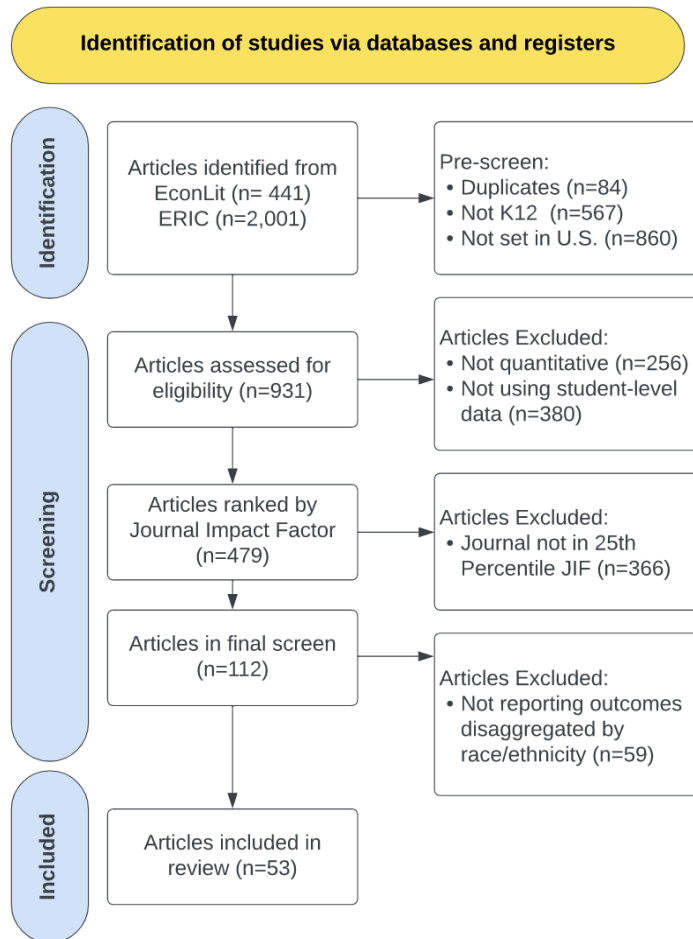 Identification of studies via databases and registers
Identification
Articles identified from
EconLit (n= 441)
ERIC (n=2,001)
Pre-screen:
• Duplicates (n=84)
• Not K12 (n=567)
• Not set in U.S. (n=860)
Screening
Articles assessed for
eligibility (n=931)
Articles Excluded:
• Not quantitative (n=256)
• Not using student-level
data (n=380)
Articles ranked by
Journal Impact Factor
(n=479)
Articles Excluded:
• Journal not in 25th
Percentile JIF (n=366)
Articles in final screen
(n=112)
Articles Excluded:
• Not reporting outcomes
disaggregated by
race/ethnicity (n=59)
Included
Articles included in
review (n=53)